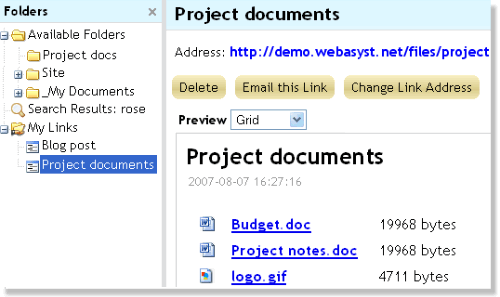 Folders
Available Folders
Project docs
Site
_My Documents
Search Results: rose
My Links
Blog post
Project documents
Project documents
Address: http://demo.webasyst.net/files/project
Delete Email this Link Change Link Address
Preview Grid
Project documents
2007-08-07 16:27:16
Budget.doc 19968 bytes
Project notes.doc 19968 bytes
logo.gif 4711 bytes